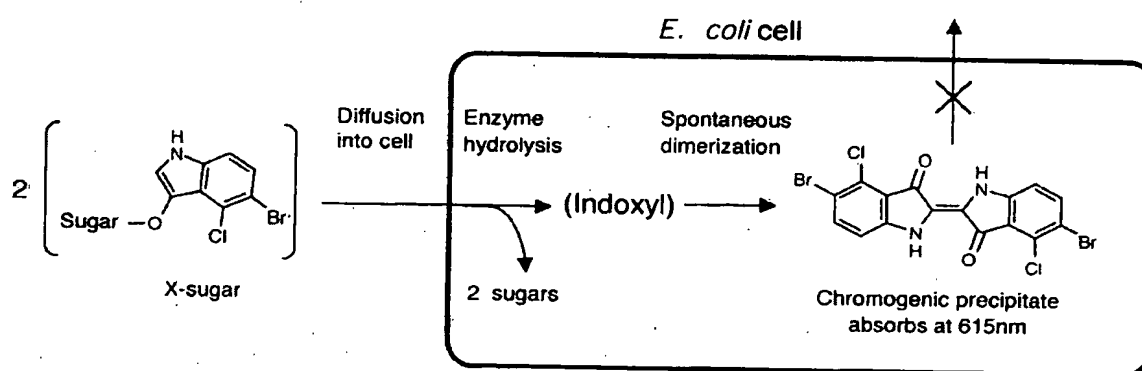 E. coli cell
Diffusion
into cell
Enzyme
hydrolysis
Spontaneous
dimerization
2
H
N
Sugar
O
Cl
Br
X-sugar
(Indoxyl)
2 sugars
Cl
O
Br
H
N
N
H
O
Cl
Br
Chromogenic precipitate
absorbs at 615nm